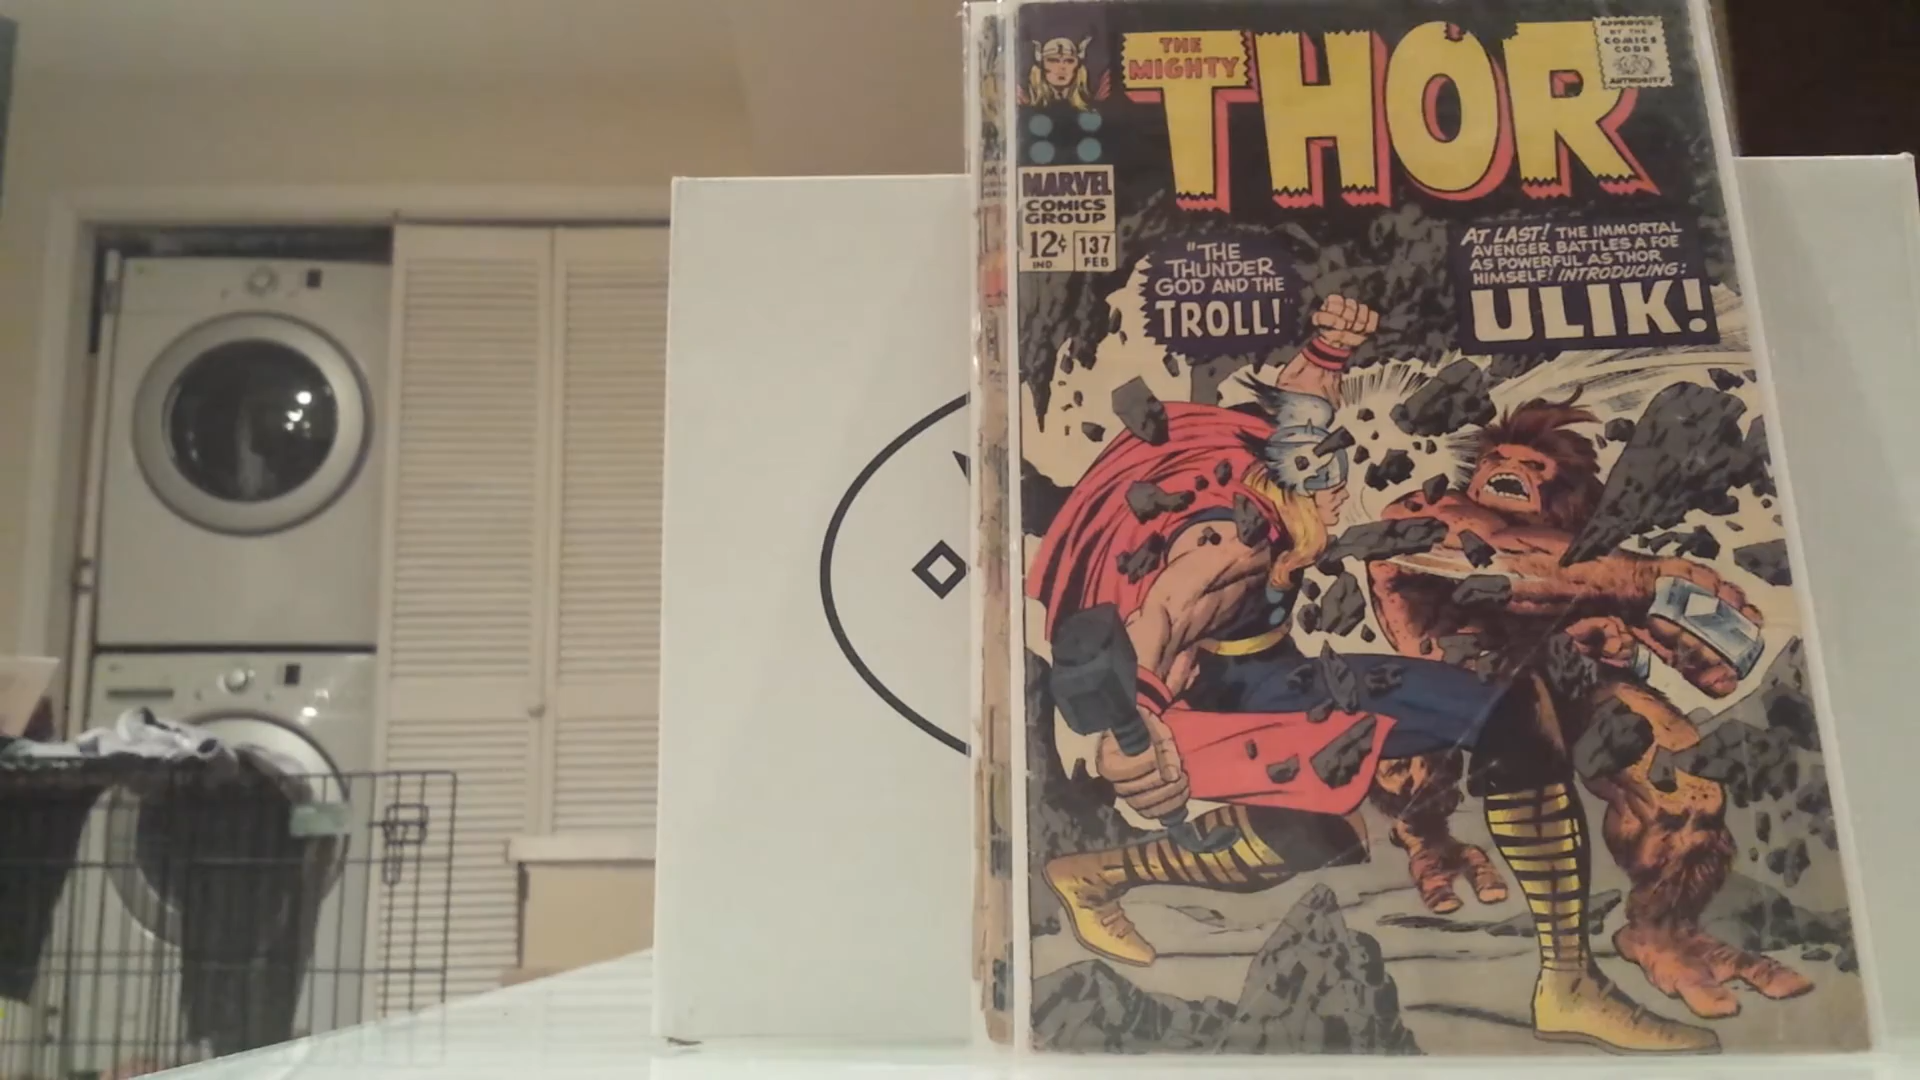 THE
MIGHTY
THOR
APPROVED
BY THE
COMICS
CODE
AUTHORITY
MARVEL
COMICS
GROUP
12¢
IND.
137
FEB
"THE
THUNDER
GOD AND THE
TROLL!"
AT LAST! THE IMMORTAL
AVENGER BATTLES A FOE
AS POWERFUL AS THOR
HIMSELF! INTRODUCING:
ULIK!